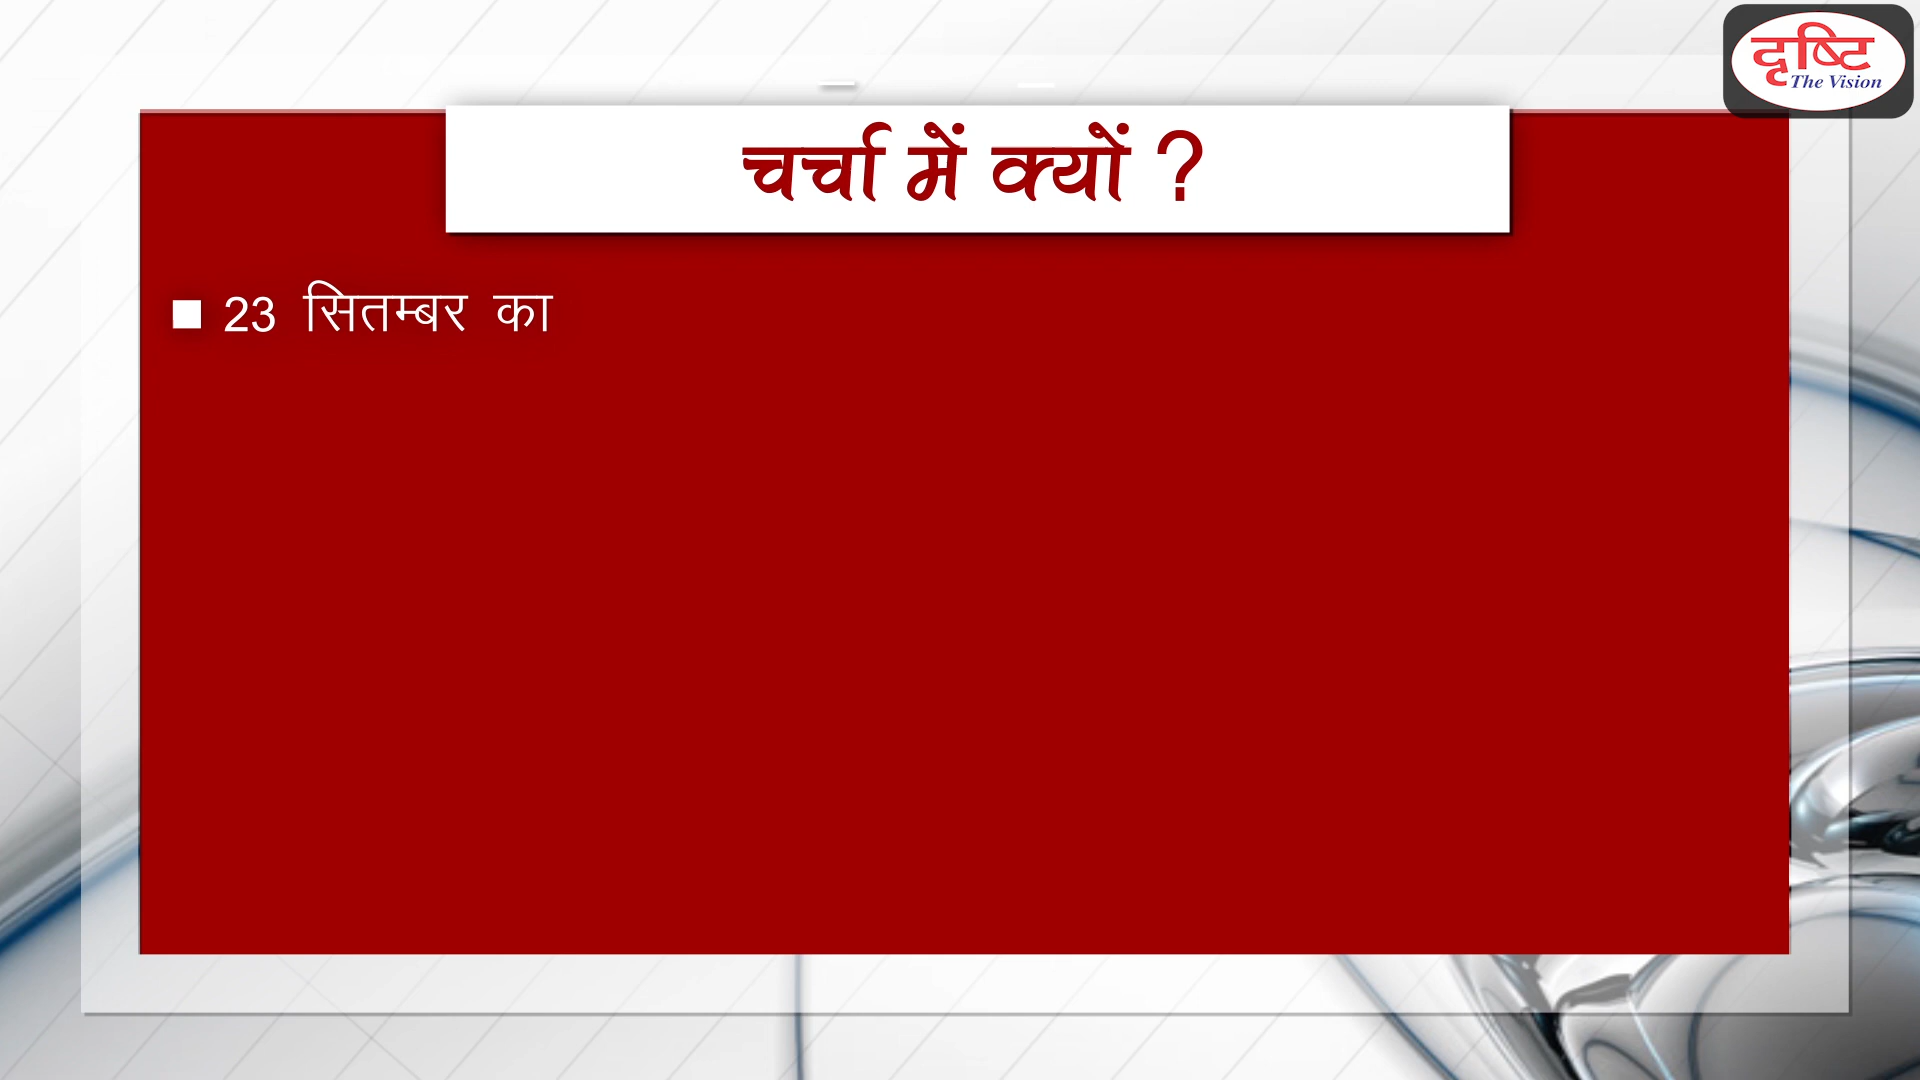 दृष्टि
The Vision
चर्चा में क्यों ?
23 सितम्बर का